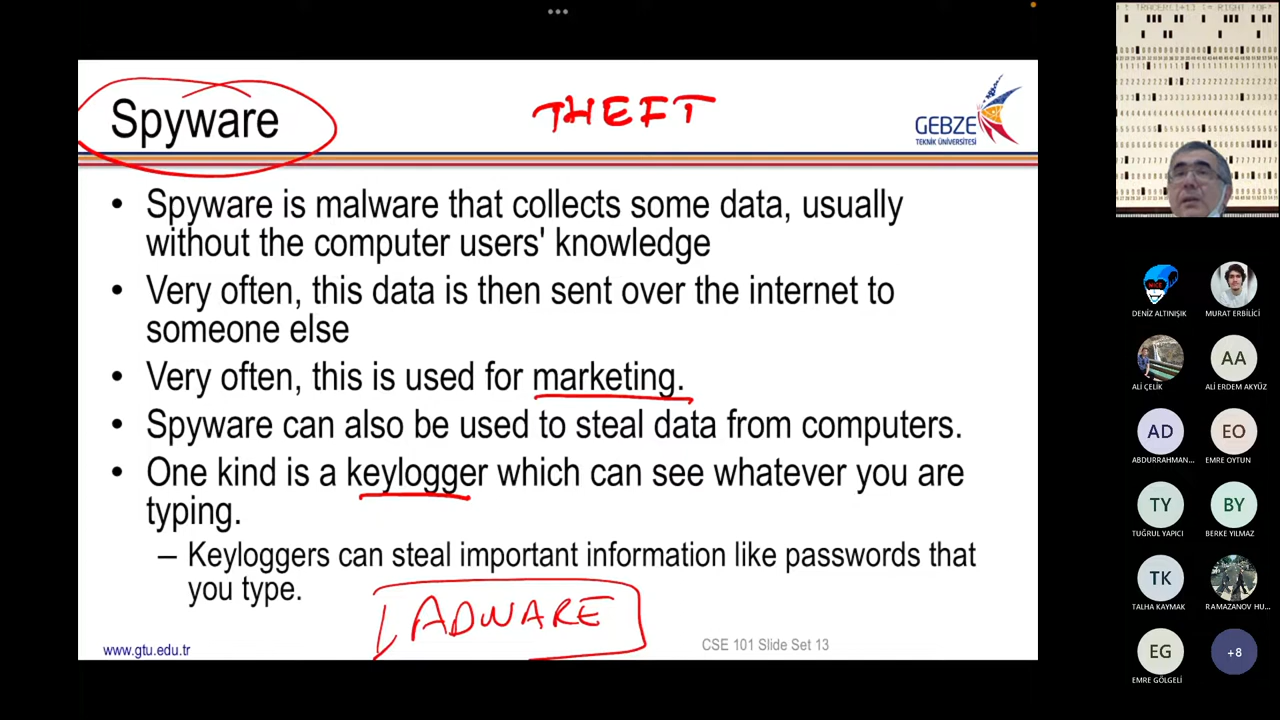 Spyware
THEFT
GEBZE
TEKNİK ÜNİVERSİTESİ
• Spyware is malware that collects some data, usually
without the computer users' knowledge
• Very often, this data is then sent over the internet to
someone else
• Very often, this is used for marketing.
• Spyware can also be used to steal data from computers.
• One kind is a keylogger which can see whatever you are
typing.
– Keyloggers can steal important information like passwords that
you type.
ADWARE
www.gtu.edu.tr
CSE 101 Slide Set 13
DENİZ ALTINIŞIK
MURAT ERBİLİCİ
ALİ ÇELİK
AA
ALİ ERDEM AKYÜZ
AD
ABDURRAHMAN...
EO
EMRE OYTUN
TY
TUĞRUL YAPICI
BY
BERKE YILMAZ
TK
TALHA KAYMAK
RAMAZANOV HU...
EG
EMRE GÖLGELİ
+8